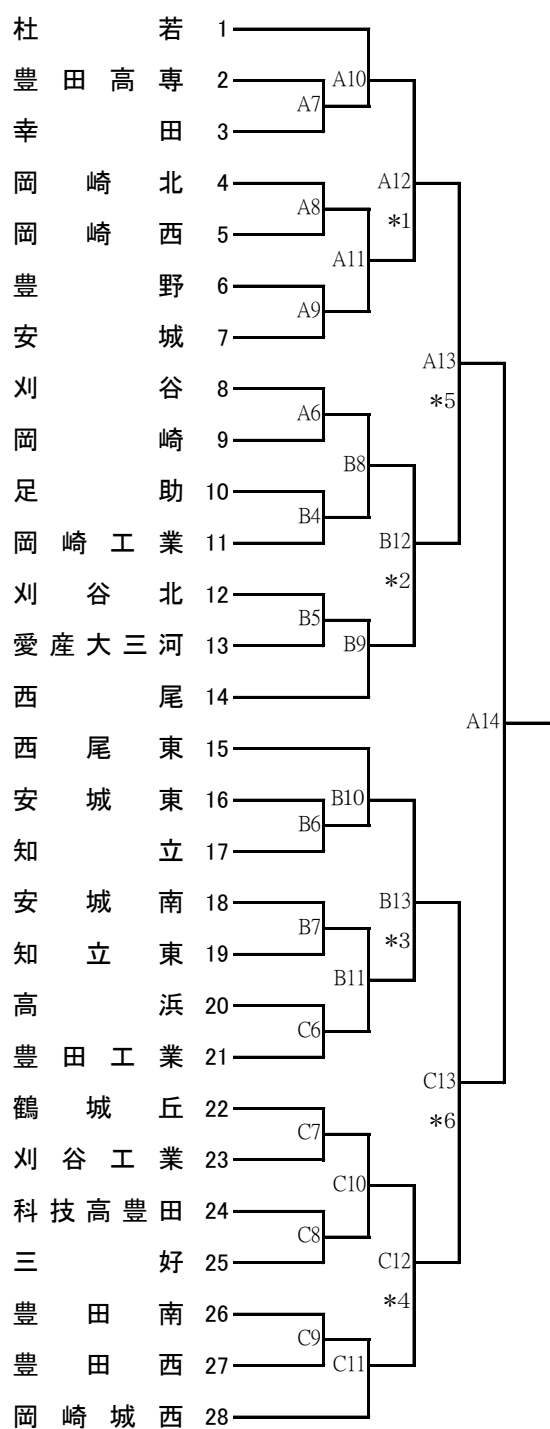 杜若 1
豊田高専 2
A10
A7
幸田 3
岡崎北 4
A12
A8
*1
岡崎西 5
A11
豊野 6
A9
安城 7
A13
刈谷 8
*5
A6
岡崎 9
B8
足助 10
B4
岡崎工業 11
B12
*2
刈谷北 12
B5
愛産大三河 13
B9
西尾 14
A14
西尾東 15
安城東 16
B10
B6
知立 17
安城南 18
B13
B7
*3
知立東 19
B11
高浜 20
C6
豊田工業 21
C13
鶴城丘 22
*6
C7
刈谷工業 23
C10
科技高豊田 24
C8
三好 25
C12
*4
豊田南 26
C9
豊田西 27
C11
岡崎城西 28